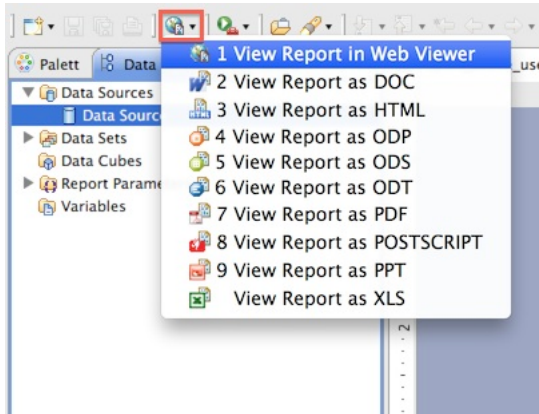 1 View Report in Web Viewer
Palett
Data
_use
2 View Report as DOC
Data Sources
3 View Report as HTML
Data Sourc
4 View Report as ODP
Data Sets
5 View Report as ODS
Data Cubes
6 View Report as ODT
Report Parame
7 View Report as PDF
Variables
8 View Report as POSTSCRIPT
9 View Report as PPT
View Report as XLS
2